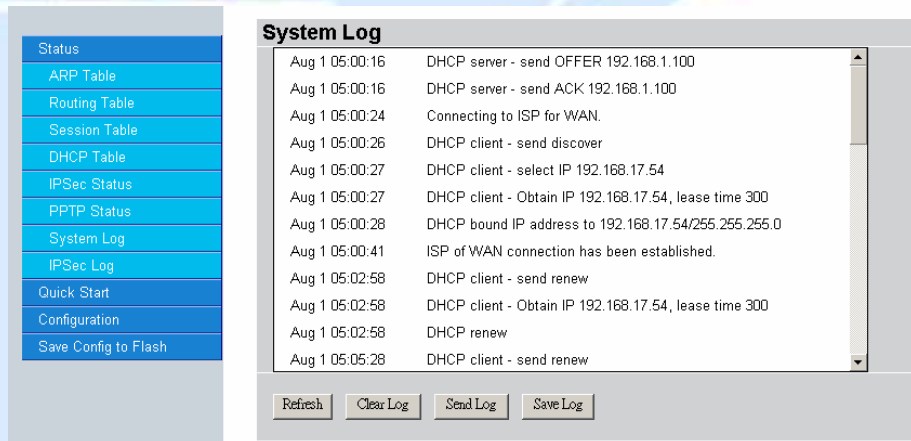 Status
ARP Table
Routing Table
Session Table
DHCP Table
IPSec Status
PPTP Status
System Log
IPSec Log
Quick Start
Configuration
Save Config to Flash
System Log
Aug 1 05:00:16 DHCP server - send OFFER 192.168.1.100
Aug 1 05:00:16 DHCP server - send ACK 192.168.1.100
Aug 1 05:00:24 Connecting to ISP for WAN.
Aug 1 05:00:26 DHCP client - send discover
Aug 1 05:00:27 DHCP client - select IP 192.168.17.54
Aug 1 05:00:27 DHCP client - Obtain IP 192.168.17.54, lease time 300
Aug 1 05:00:28 DHCP bound IP address to 192.168.17.54/255.255.255.0
Aug 1 05:00:41 ISP of WAN connection has been established.
Aug 1 05:02:58 DHCP client - send renew
Aug 1 05:02:58 DHCP client - Obtain IP 192.168.17.54, lease time 300
Aug 1 05:02:58 DHCP renew
Aug 1 05:05:28 DHCP client - send renew
Refresh Clear Log Send Log Save Log